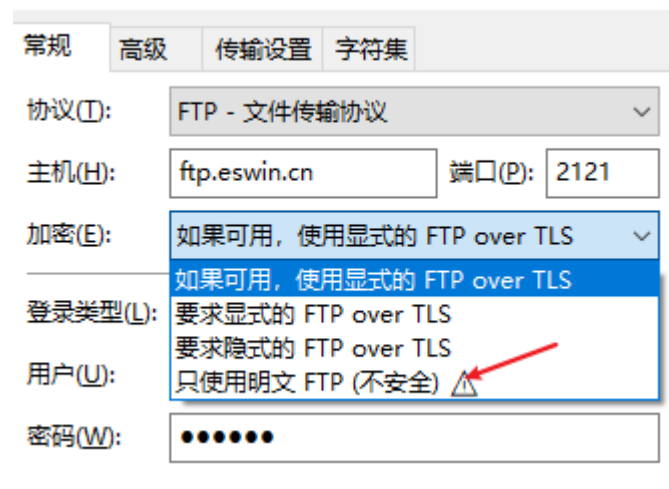 常规 高级 传输设置 字符集
协议(T): FTP - 文件传输协议
主机(H): ftp.eswin.cn 端口(P): 2121
加密(E): 如果可用，使用显式的 FTP over TLS
如果可用，使用显式的 FTP over TLS
登录类型(L): 要求显式的 FTP over TLS
要求隐式的 FTP over TLS
用户(U): 只使用明文 FTP (不安全) ⚠
密码(W): ●●●●●●